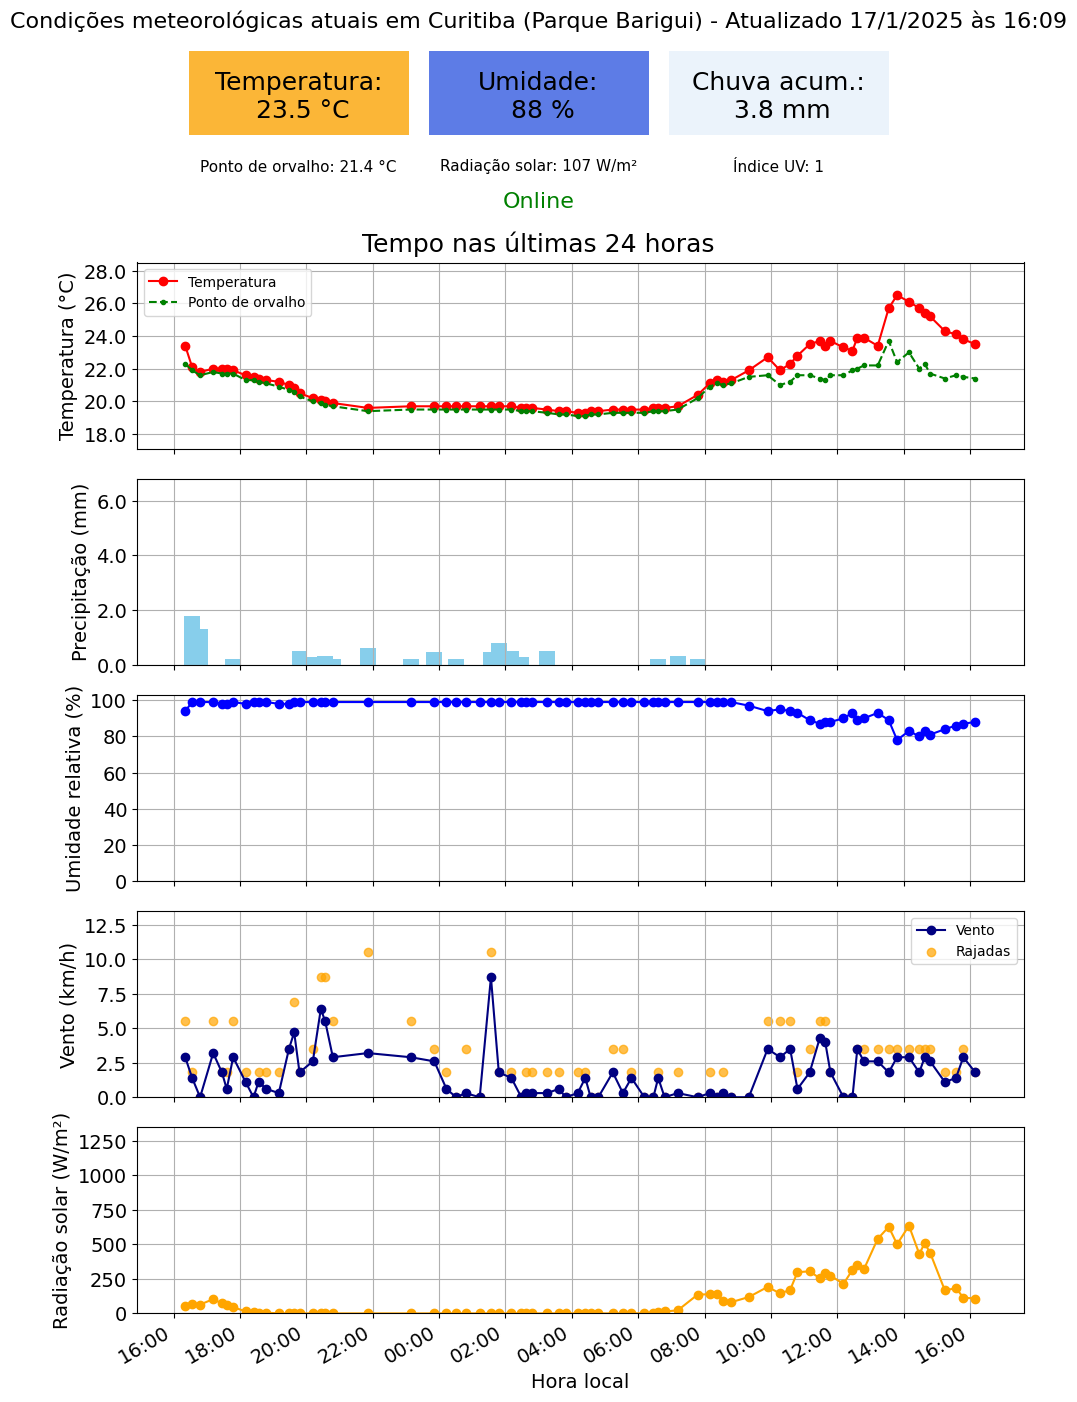 Condições meteorológicas atuais em Curitiba (Parque Barigui) - Atualizado 17/1/2025 às 16:09
Temperatura:
23.5 °C
Umidade:
88 %
Chuva acum.:
3.8 mm
Ponto de orvalho: 21.4 °C
Radiação solar: 107 W/m²
Índice UV: 1
Online
Tempo nas últimas 24 horas
Temperatura (°C)
28.0
26.0
24.0
22.0
20.0
18.0
Temperatura
Ponto de orvalho
Precipitação (mm)
6.0
4.0
2.0
0.0
Umidade relativa (%)
100
80
60
40
20
0
Vento (km/h)
12.5
10.0
7.5
5.0
2.5
0.0
Vento
Rajadas
Radiação solar (W/m²)
1250
1000
750
500
250
0
16:00
18:00
20:00
22:00
00:00
02:00
04:00
06:00
08:00
10:00
12:00
14:00
16:00
Hora local